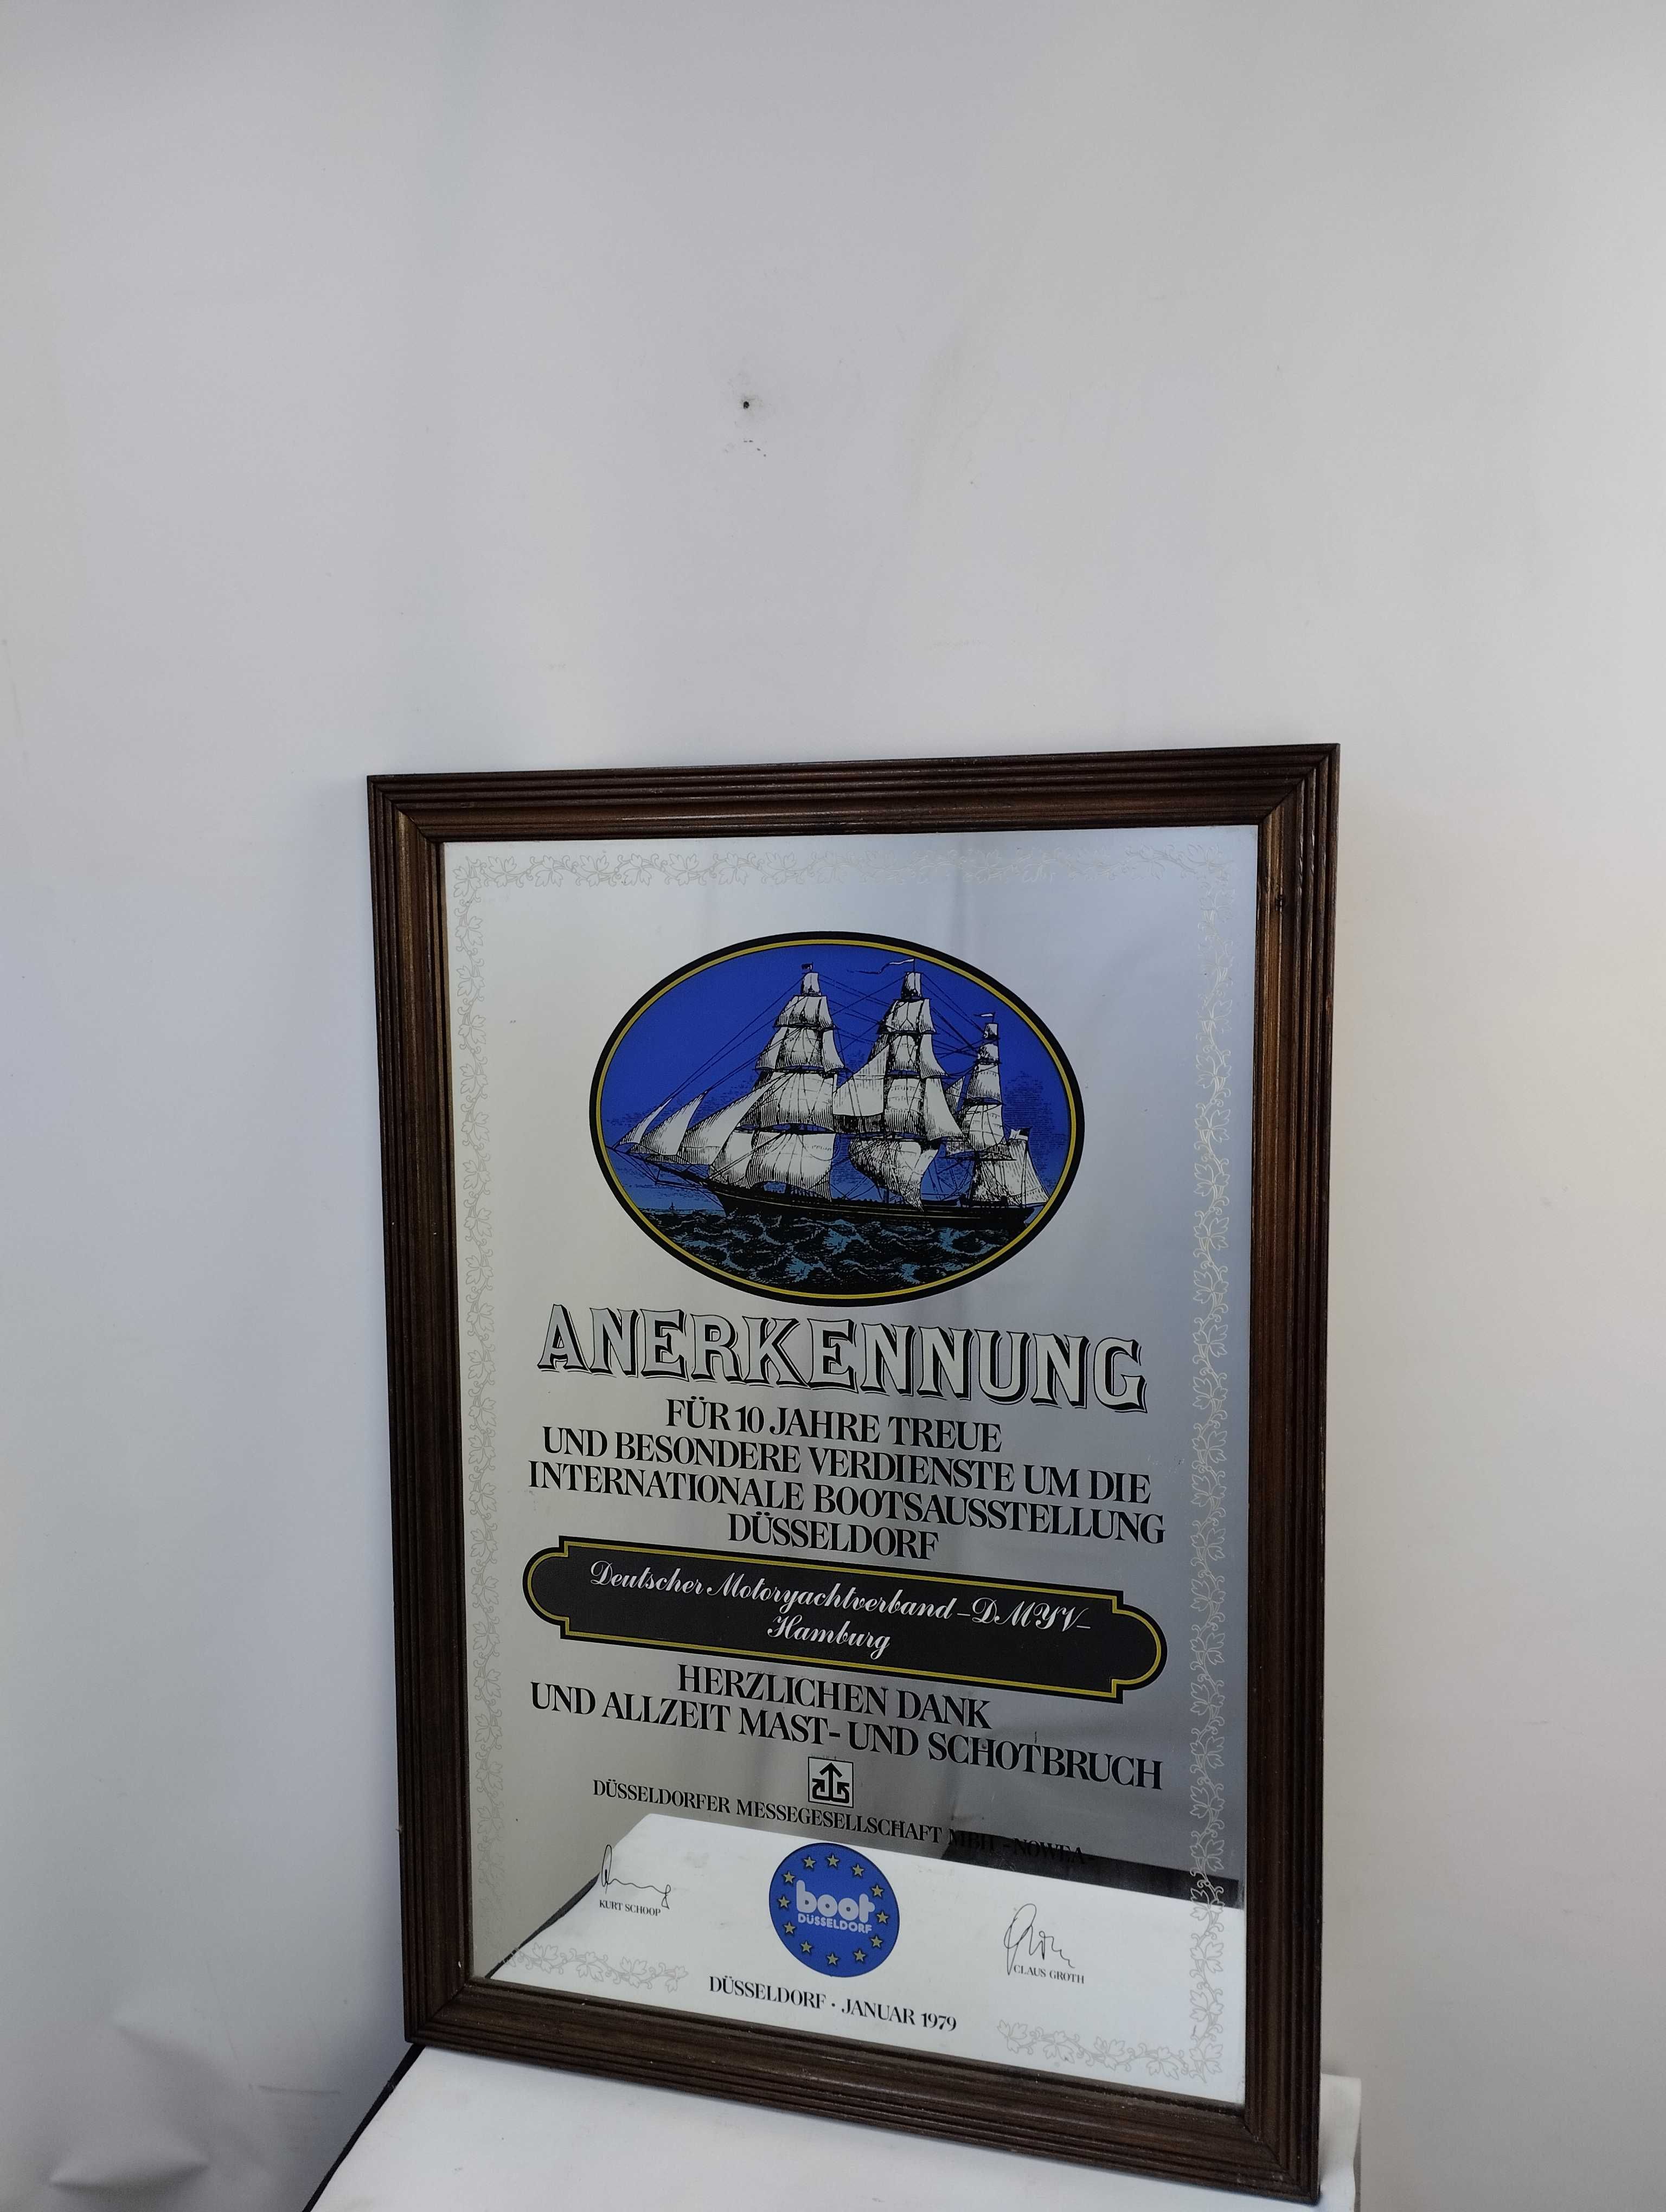 ANERKENNUNG
FÜR 10 JAHRE TREUE
UND BESONDERE VERDIENSTE UM DIE
INTERNATIONALE BOOTSAUSSTELLUNG
DÜSSELDORF
Deutscher Motoryachtverband-DMYV-
Hamburg
HERZLICHEN DANK
UND ALLZEIT MAST- UND SCHOTBRUCH
DÜSSELDORFER MESSEGESELLSCHAFT MBH - NOWEA-
KURT SCHOOP
boot
DÜSSELDORF
CLAUS GROTH
DÜSSELDORF · JANUAR 1979